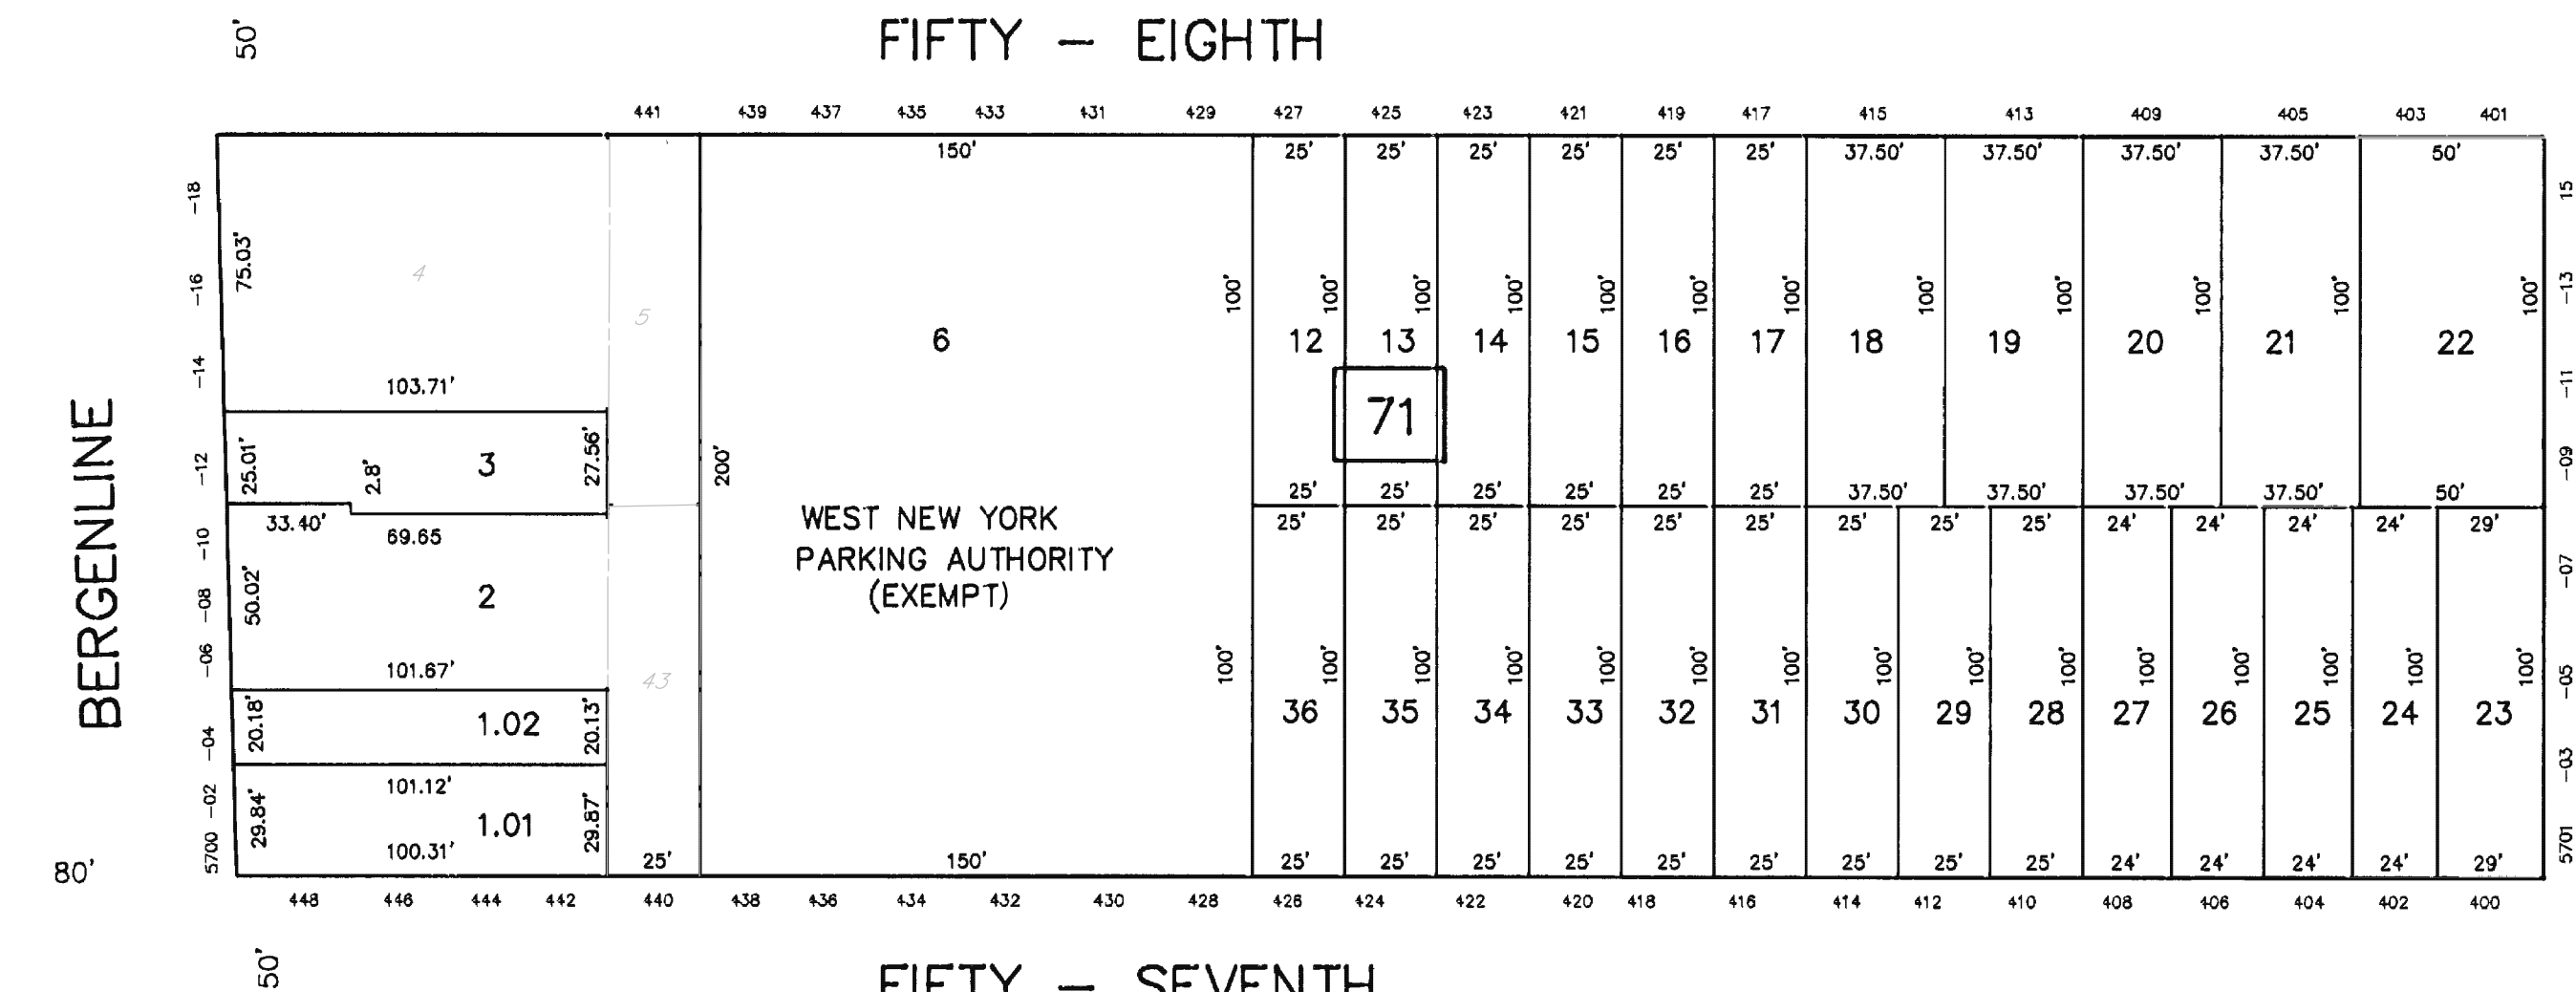 50'
FIFTY – EIGHTH
441 439 437 435 433 431 429 427 425 423 421 419 417 415 413 409 405 403 401
150' 25' 25' 25' 25' 25' 25' 37.50' 37.50' 37.50' 37.50' 50'
-18 15
75.03'
4
-16 100' 100' 100' 100' 100' 100' 100' 100' 100' 100' 100' 100' -13
5
6 12 13 14 15 16 17 18 19 20 21 22
-14 103.71' -11
71
BERGENLINE
-12 25.01' 2.8' 3 27.56' 200' -09
25' 25' 25' 25' 25' 25' 37.50' 37.50' 37.50' 37.50' 50'
33.40' 69.65
25' 25' 25' 25' 25' 25' 25' 25' 25' 24' 24' 24' 24' 29'
WEST NEW YORK
PARKING AUTHORITY
(EXEMPT)
-10 -07
-08 50.02' 2
-06 101.67' 43 100' 100' 100' 100' 100' 100' 100' 100' 100' 100' 100' 100' 100' 100' 100' -05
20.18' 1.02 20.13' 36 35 34 33 32 31 30 29 28 27 26 25 24 23
-04 -03
101.12'
-02 29.84' 1.01 29.87'
5700 100.31' 5701
80' 25' 150' 25' 25' 25' 25' 25' 25' 25' 25' 25' 24' 24' 24' 24' 29'
448 446 444 442 440 438 436 434 432 430 428 426 424 422 420 418 416 414 412 410 408 406 404 402 400
50'
FIFTY – SEVENTH